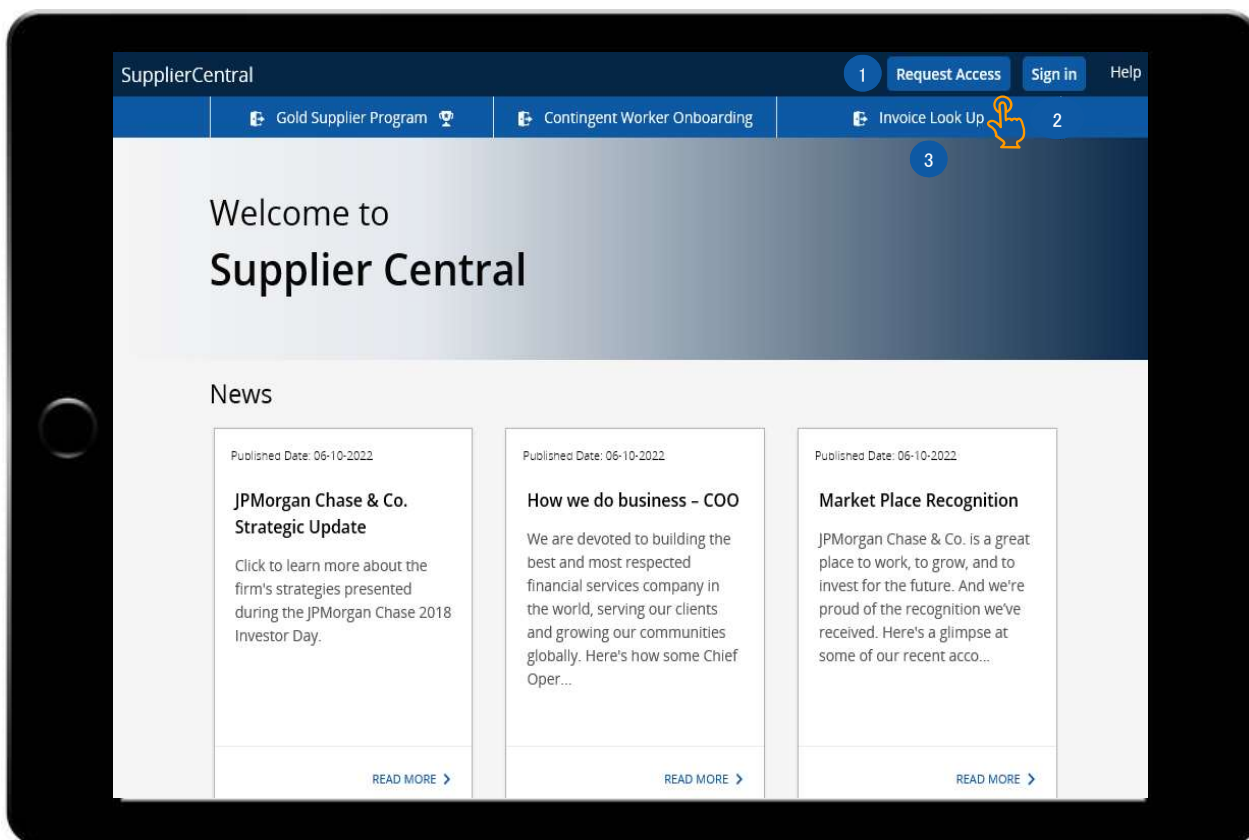 SupplierCentral
1 Request Access Sign in Help
Gold Supplier Program Contingent Worker Onboarding Invoice Look Up 2
3
Welcome to
Supplier Central
News
Published Date: 06-10-2022
JPMorgan Chase & Co.
Strategic Update
Click to learn more about the
firm's strategies presented
during the JPMorgan Chase 2018
Investor Day.
READ MORE
Published Date: 06-10-2022
How we do business – COO
We are devoted to building the
best and most respected
financial services company in
the world, serving our clients
and growing our communities
globally. Here's how some Chief
Oper...
READ MORE
Published Date: 06-10-2022
Market Place Recognition
JPMorgan Chase & Co. is a great
place to work, to grow, and to
invest for the future. And we're
proud of the recognition we've
received. Here's a glimpse at
some of our recent acco...
READ MORE